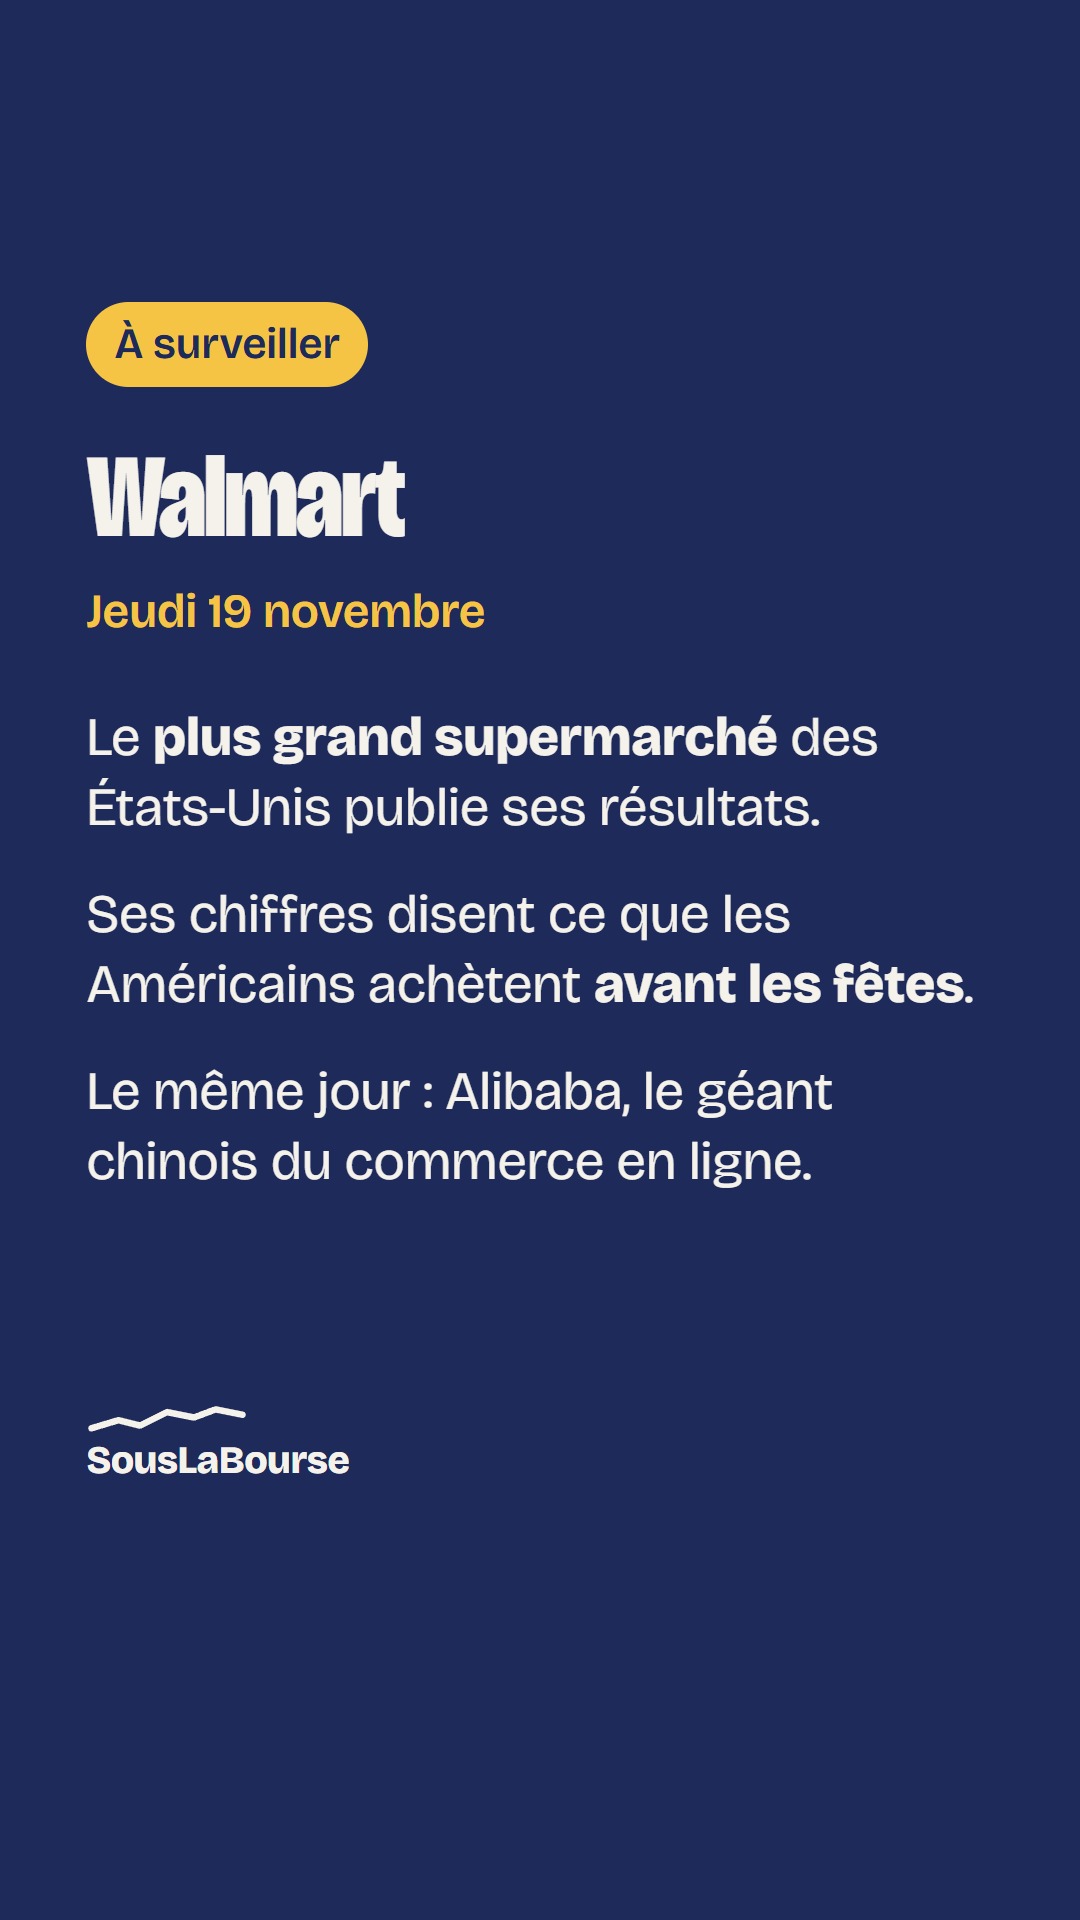 À surveiller
Walmart
Jeudi 19 novembre
Le plus grand supermarché des
États-Unis publie ses résultats.
Ses chiffres disent ce que les
Américains achètent avant les fêtes.
Le même jour : Alibaba, le géant
chinois du commerce en ligne.
SousLaBourse